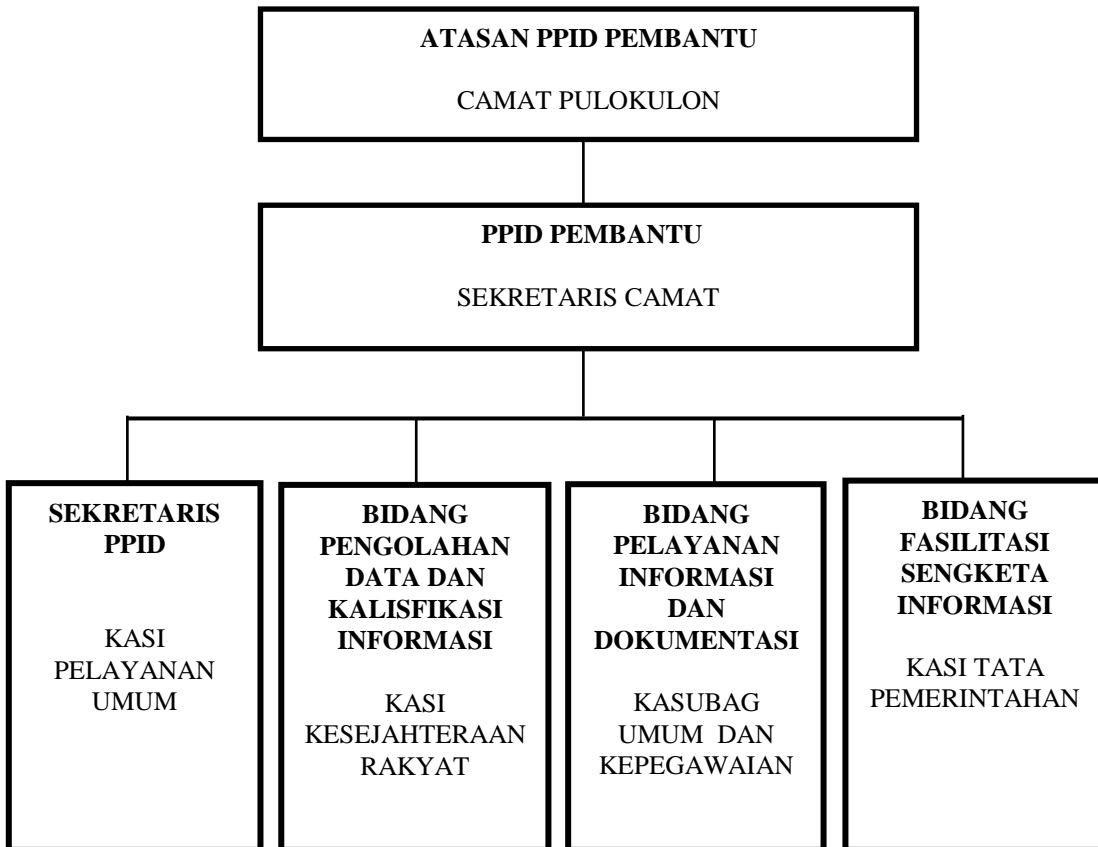 ATASAN PPID PEMBANTU
CAMAT PULOKULON
PPID PEMBANTU
SEKRETARIS CAMAT
SEKRETARIS
PPID
KASI
PELAYANAN
UMUM
BIDANG
PENGOLAHAN
DATA DAN
KALISFIKASI
INFORMASI
KASI
KESEJAHTERAAN
RAKYAT
BIDANG
PELAYANAN
INFORMASI
DAN
DOKUMENTASI
KASUBAG
UMUM DAN
KEPEGAWAIAN
BIDANG
FASILITASI
SENGKETA
INFORMASI
KASI TATA
PEMERINTAHAN